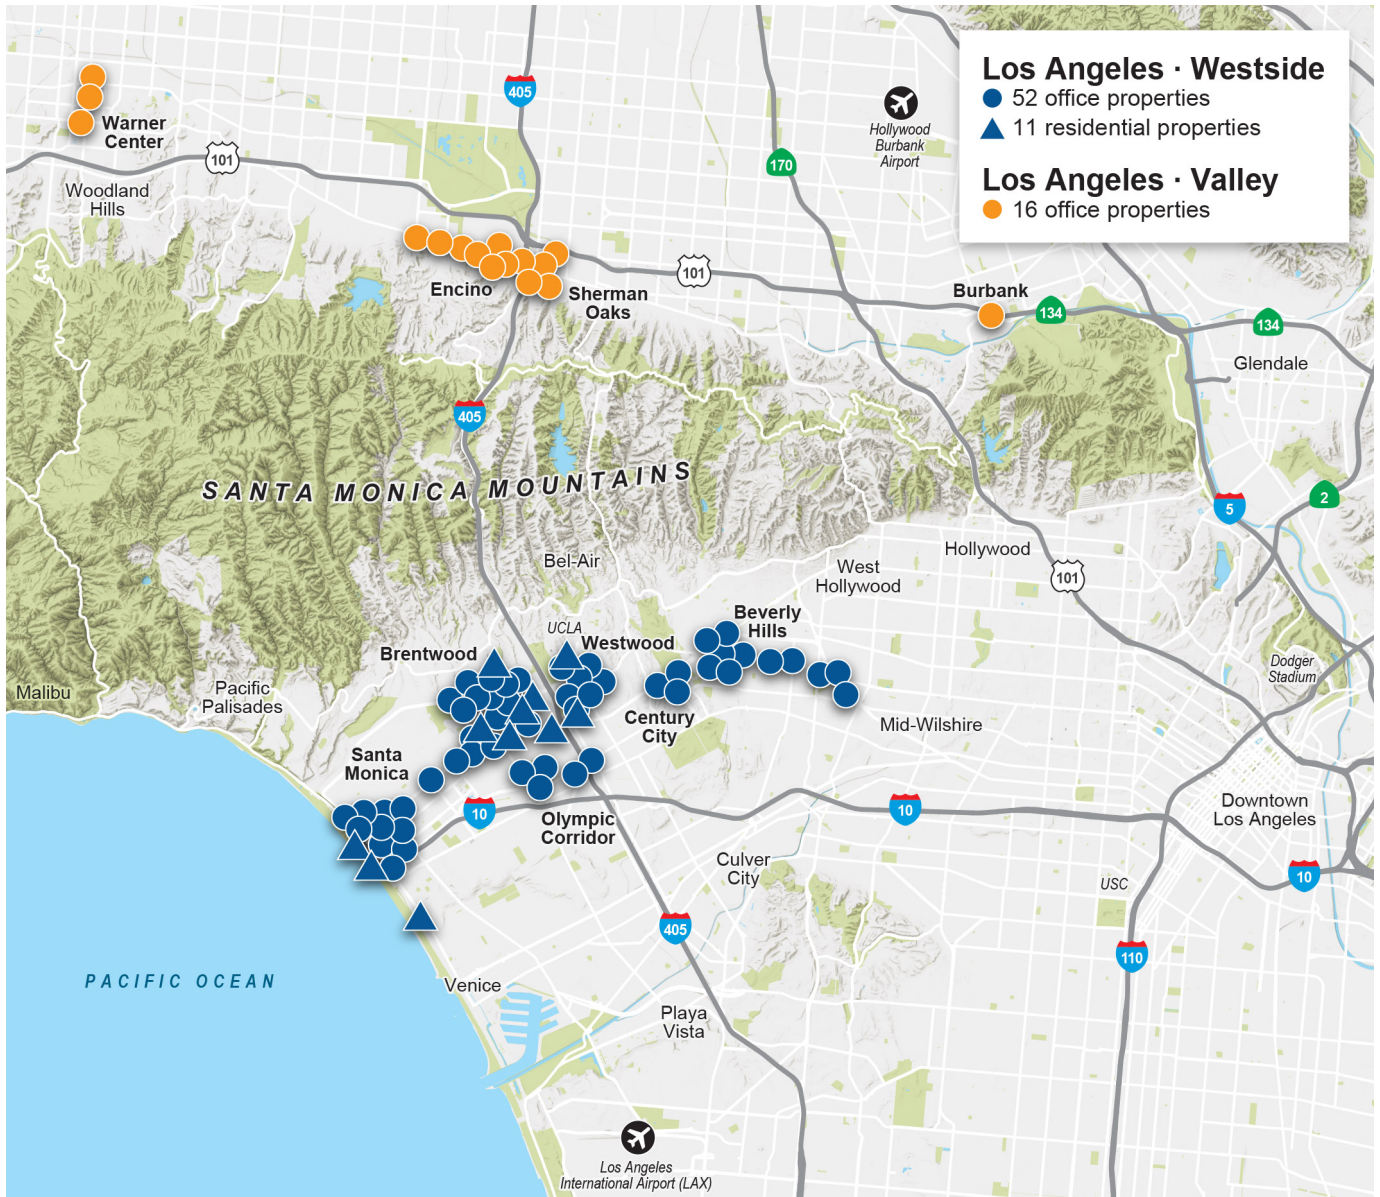 Los Angeles · Westside
52 office properties
11 residential properties
Los Angeles · Valley
16 office properties
405
Hollywood
Burbank
Airport
Warner
Center
101
170
Woodland
Hills
101
Encino
Sherman
Oaks
Burbank
134
134
Glendale
405
SANTA MONICA MOUNTAINS
2
5
Bel-Air
Hollywood
West
Hollywood
101
UCLA
Westwood
Beverly
Hills
Brentwood
Malibu
Pacific
Palisades
Dodger
Stadium
Century
City
Mid-Wilshire
Santa
Monica
10
10
Olympic
Corridor
Downtown
Los Angeles
Culver
City
10
USC
405
110
PACIFIC OCEAN
Venice
Playa
Vista
Los Angeles
International Airport (LAX)